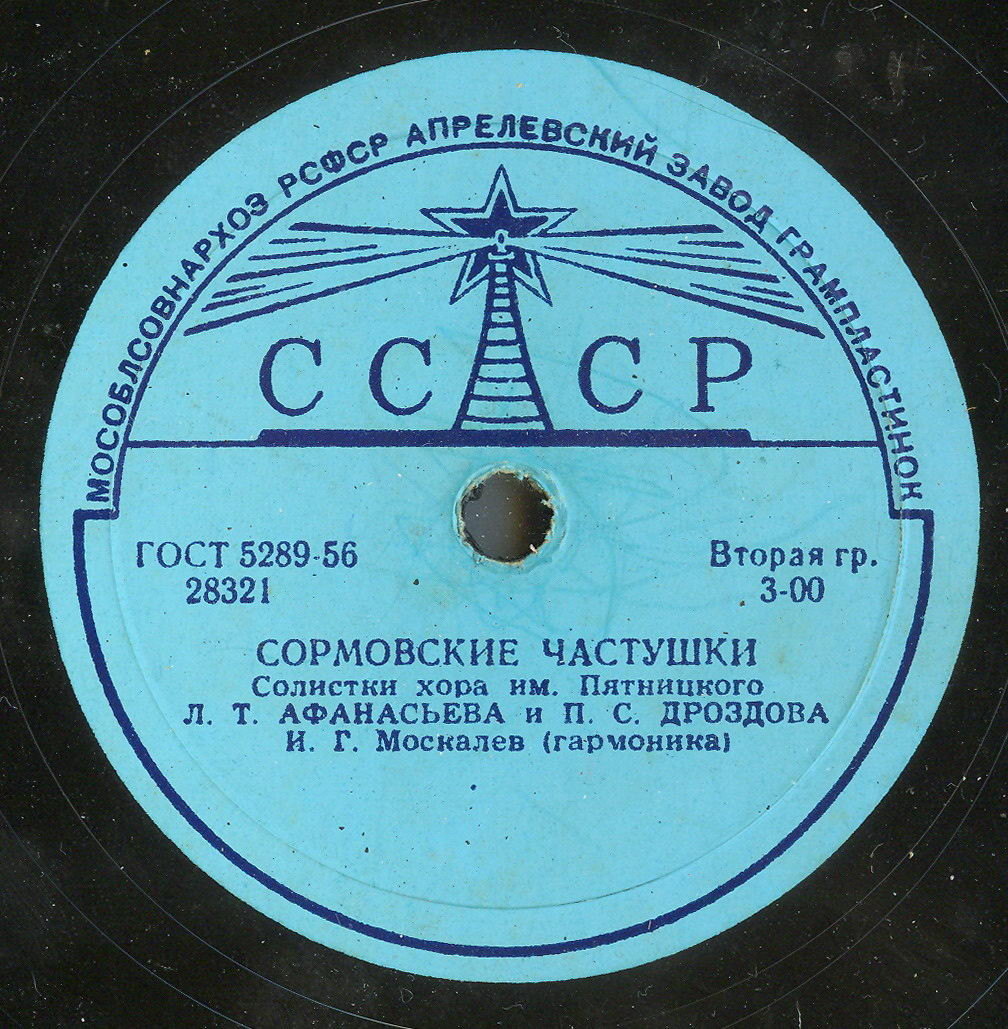 МОСОБЛСОВНАРХОЗ РСФСР АПРЕЛЕВСКИЙ ЗАВОД ГРАМПЛАСТИНОК
СССР
ГОСТ 5289-56
28321
Вторая гр.
3-00
СОРМОВСКИЕ ЧАСТУШКИ
Солистки хора им. Пятницкого
Л. Т. АФАНАСЬЕВА и П. С. ДРОЗДОВА
И. Г. Москалев (гармоника)